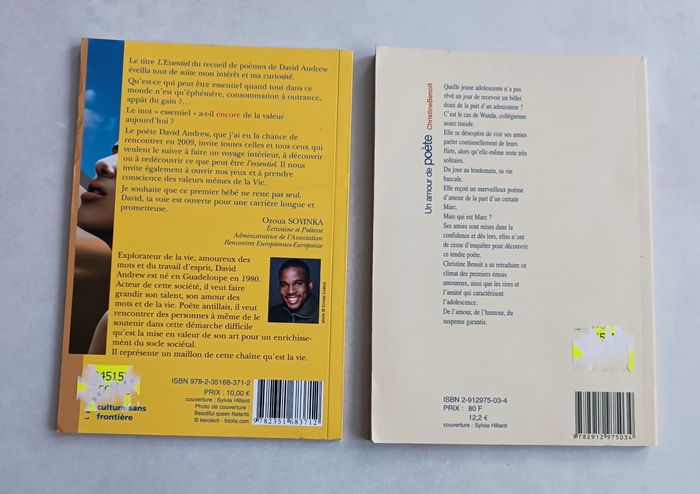 Le titre L'Essentiel du recueil de poèmes de David Andrew
éveilla tout de suite mon intérêt et ma curiosité.
Qu'est-ce qui peut être essentiel quand tout dans ce
monde n'est qu'éphémère, consommation à outrance,
appât du gain ?…
Le mot « essentiel » a-t-il encore de la valeur
aujourd'hui ?
Le poète David Andrew, que j'ai eu la chance de
rencontrer en 2009, invite toutes celles et tous ceux qui
veulent le suivre à faire un voyage intérieur, à découvrir
ou à redécouvrir ce que peut être l'essentiel. Il nous
invite également à ouvrir nos yeux et à prendre
conscience des valeurs mêmes de la Vie.
Je souhaite que ce premier bébé ne reste pas seul.
David, ta voie est ouverte pour une carrière longue et
prometteuse.
Ozoua SOYINKA
Écrivaine et Poétesse
Administratrice de l'Association
Rencontres Européennes-Europoésie
Explorateur de la vie, amoureux des
mots et du travail d'esprit, David
Andrew est né en Guadeloupe en 1980.
Acteur de cette société, il veut faire
grandir son talent, son amour des
mots et de la vie. Poète antillais, il veut
rencontrer des personnes à même de le
soutenir dans cette démarche difficile
qu'est la mise en valeur de son art pour un enrichisse-
ment du socle sociétal.
Il représente un maillon de cette chaîne qu'est la vie.
photo © Ernest Collins
4515
culture sans
frontière
ISBN 978-2-35168-371-2
PRIX : 10,00 €
couverture : Sylvia Hillard
Photo de couverture :
Beautiful queen Nefertiti
© kavolech - fotolia.com
9 782351 683712
Un amour de poète ChristineBenoit
Quelle jeune adolescente n'a pas
rêvé un jour de recevoir un billet
doux de la part d'un admirateur ?
C'est le cas de Wanda, collégienne
assez timide.
Elle se désespère de voir ses amies
parler continuellement de leurs
flirts, alors qu'elle-même reste très
solitaire.
Du jour au lendemain, sa vie
bascule.
Elle reçoit un merveilleux poème
d'amour de la part d'un certain
Marc.
Mais qui est Marc ?
Ses amies sont mises dans la
confidence et dès lors, elles n'ont
de cesse d'enquêter pour découvrir
ce tendre poète.
Christine Benoit a su retraduire ce
climat des premiers émois
amoureux, ainsi que les rires et
l'amitié qui caractérisent
l'adolescence.
De l'amour, de l'humour, du
suspense garantis.
ISBN 2-912975-03-4
PRIX : 80 F
12,2 €
couverture : Sylvia Hillard
9 782912 975034